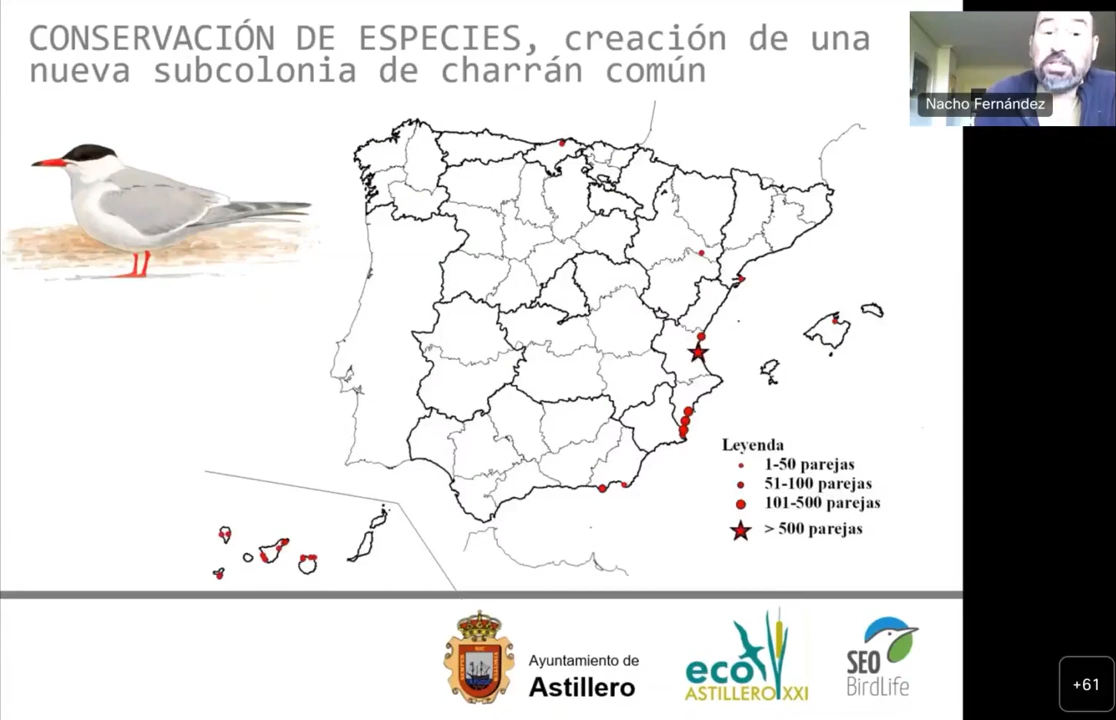 CONSERVACIÓN DE ESPECIES, creación de una
nueva subcolonia de charrán común
Nacho Fernández
Leyenda
1-50 parejas
51-100 parejas
101-500 parejas
> 500 parejas
Ayuntamiento de
Astillero
eco
ASTILLERO XXI
SEO
BirdLife
+61